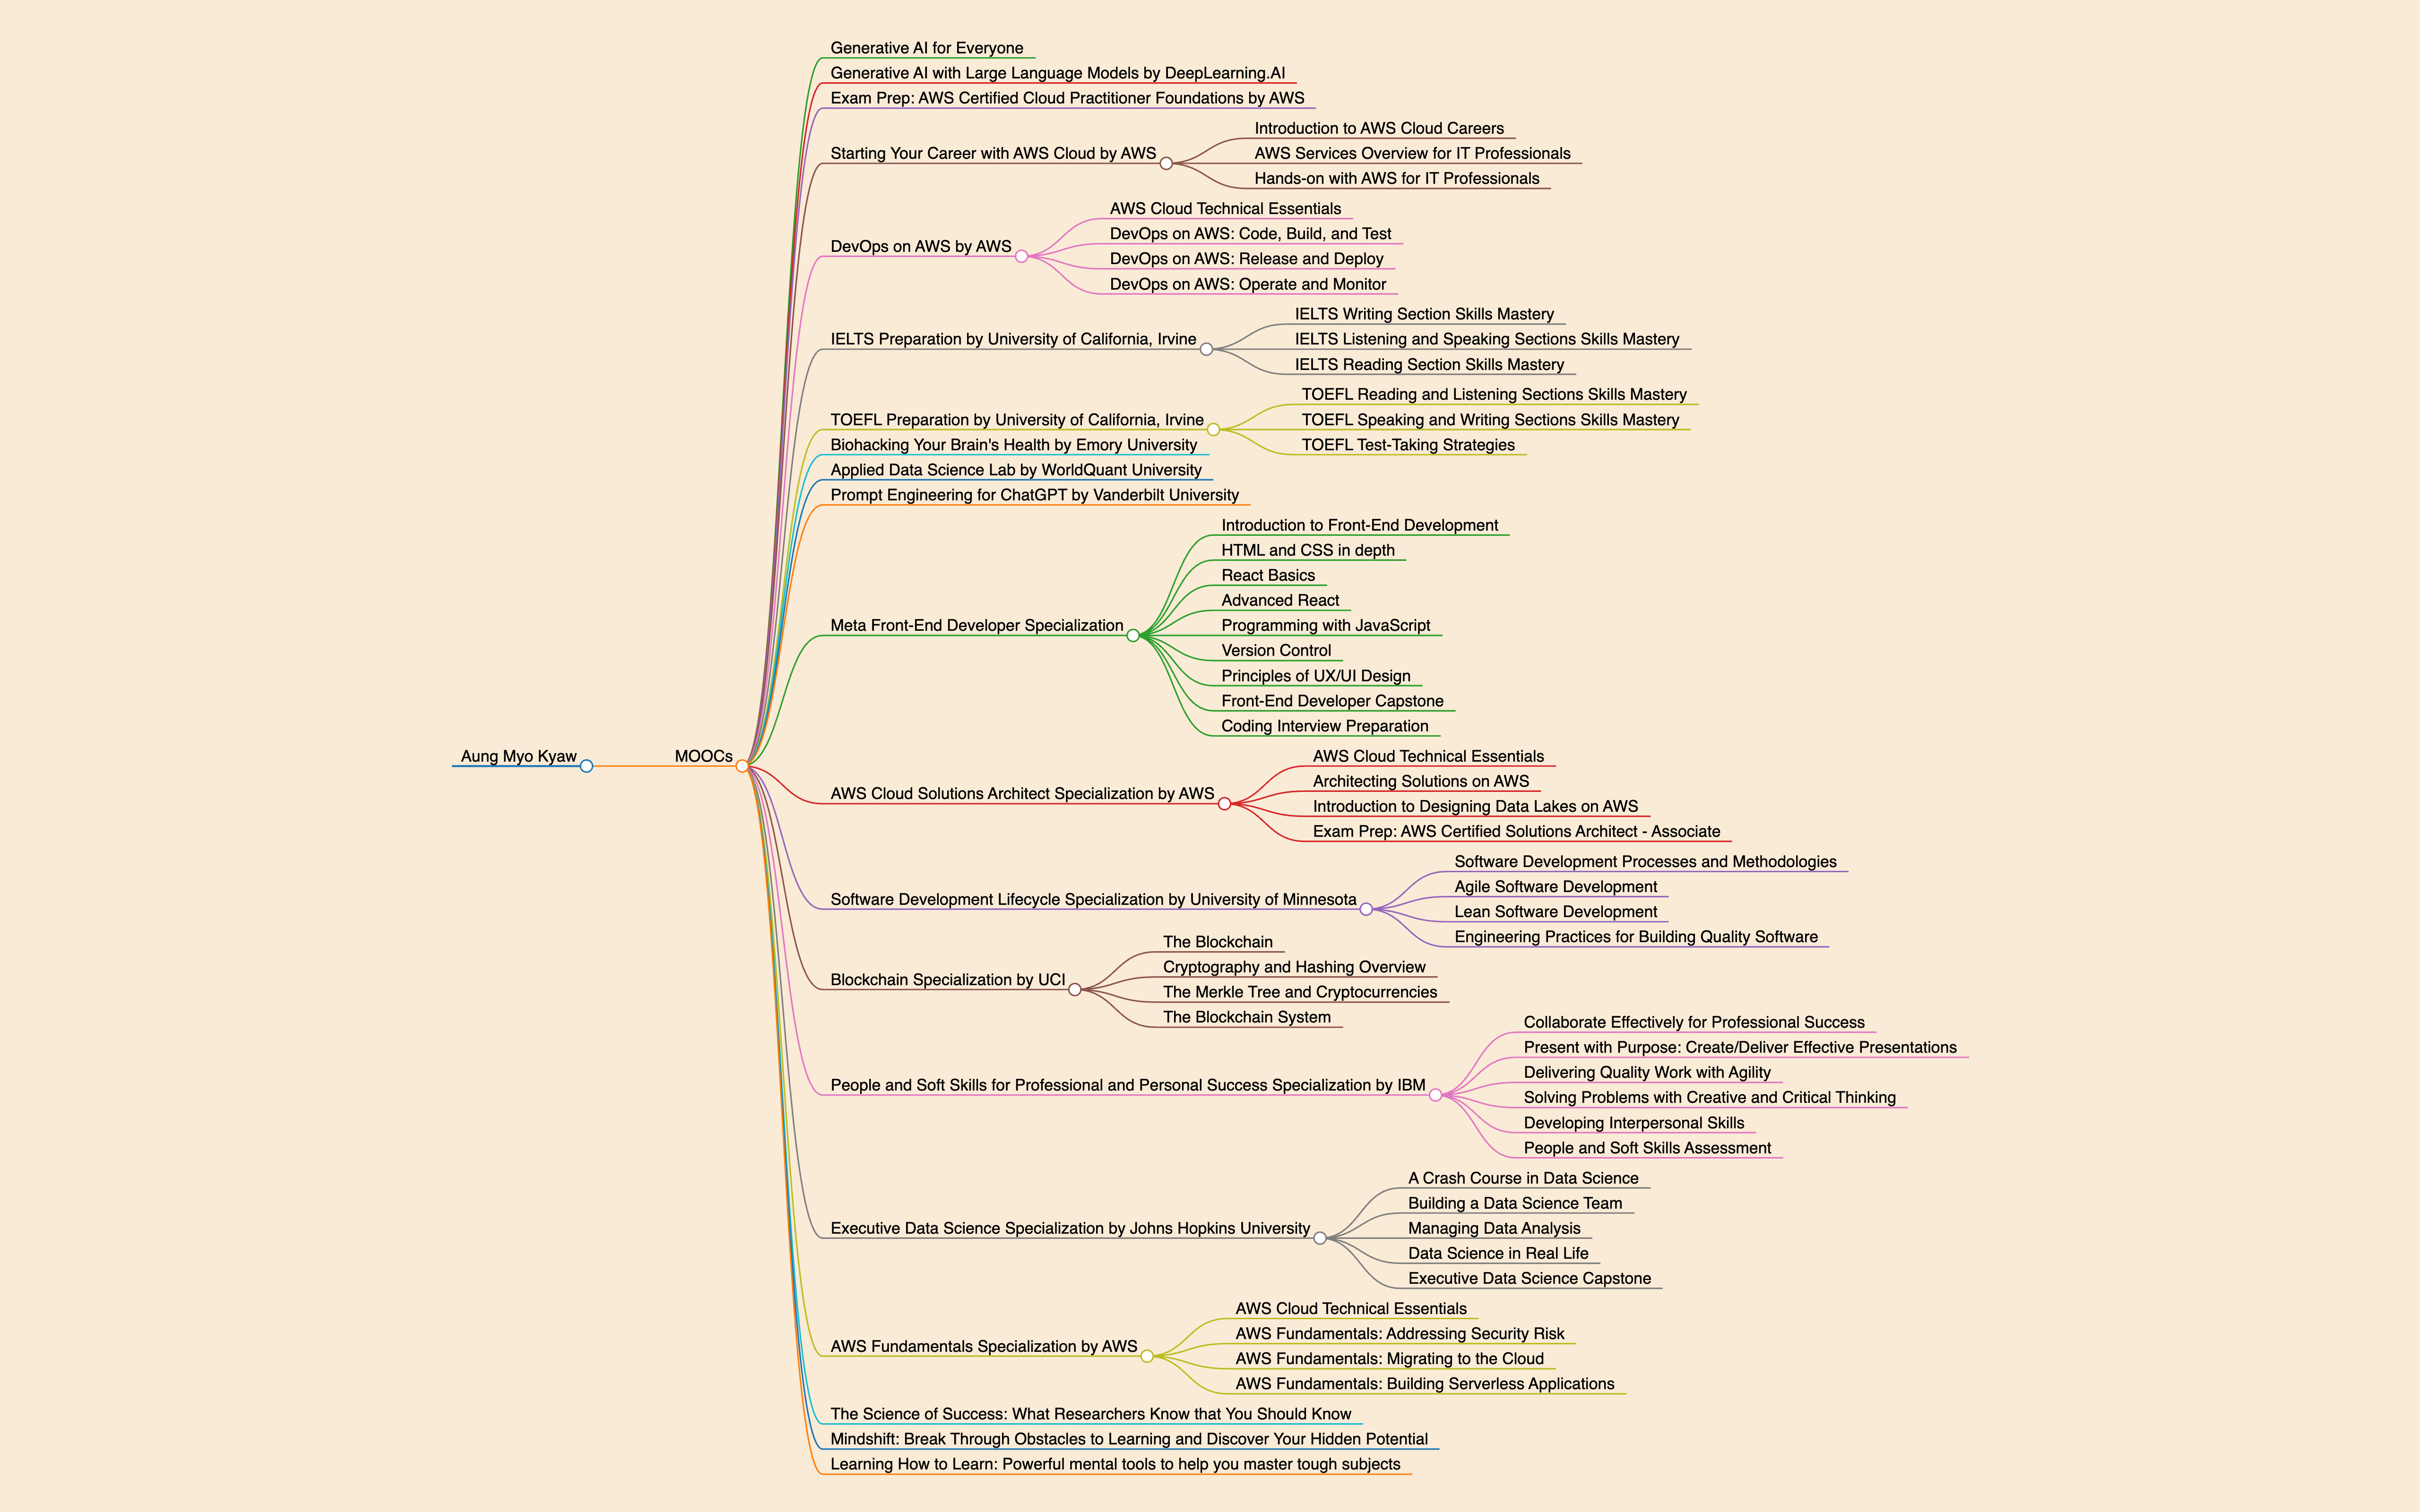 Aung Myo Kyaw
MOOCs
Generative AI for Everyone
Generative AI with Large Language Models by DeepLearning.AI
Exam Prep: AWS Certified Cloud Practitioner Foundations by AWS
Starting Your Career with AWS Cloud by AWS
Introduction to AWS Cloud Careers
AWS Services Overview for IT Professionals
Hands-on with AWS for IT Professionals
DevOps on AWS by AWS
AWS Cloud Technical Essentials
DevOps on AWS: Code, Build, and Test
DevOps on AWS: Release and Deploy
DevOps on AWS: Operate and Monitor
IELTS Preparation by University of California, Irvine
IELTS Writing Section Skills Mastery
IELTS Listening and Speaking Sections Skills Mastery
IELTS Reading Section Skills Mastery
TOEFL Preparation by University of California, Irvine
TOEFL Reading and Listening Sections Skills Mastery
TOEFL Speaking and Writing Sections Skills Mastery
TOEFL Test-Taking Strategies
Biohacking Your Brain's Health by Emory University
Applied Data Science Lab by WorldQuant University
Prompt Engineering for ChatGPT by Vanderbilt University
Meta Front-End Developer Specialization
Introduction to Front-End Development
HTML and CSS in depth
React Basics
Advanced React
Programming with JavaScript
Version Control
Principles of UX/UI Design
Front-End Developer Capstone
Coding Interview Preparation
AWS Cloud Solutions Architect Specialization by AWS
AWS Cloud Technical Essentials
Architecting Solutions on AWS
Introduction to Designing Data Lakes on AWS
Exam Prep: AWS Certified Solutions Architect - Associate
Software Development Lifecycle Specialization by University of Minnesota
Software Development Processes and Methodologies
Agile Software Development
Lean Software Development
Engineering Practices for Building Quality Software
Blockchain Specialization by UCI
The Blockchain
Cryptography and Hashing Overview
The Merkle Tree and Cryptocurrencies
The Blockchain System
People and Soft Skills for Professional and Personal Success Specialization by IBM
Collaborate Effectively for Professional Success
Present with Purpose: Create/Deliver Effective Presentations
Delivering Quality Work with Agility
Solving Problems with Creative and Critical Thinking
Developing Interpersonal Skills
People and Soft Skills Assessment
Executive Data Science Specialization by Johns Hopkins University
A Crash Course in Data Science
Building a Data Science Team
Managing Data Analysis
Data Science in Real Life
Executive Data Science Capstone
AWS Fundamentals Specialization by AWS
AWS Cloud Technical Essentials
AWS Fundamentals: Addressing Security Risk
AWS Fundamentals: Migrating to the Cloud
AWS Fundamentals: Building Serverless Applications
The Science of Success: What Researchers Know that You Should Know
Mindshift: Break Through Obstacles to Learning and Discover Your Hidden Potential
Learning How to Learn: Powerful mental tools to help you master tough subjects